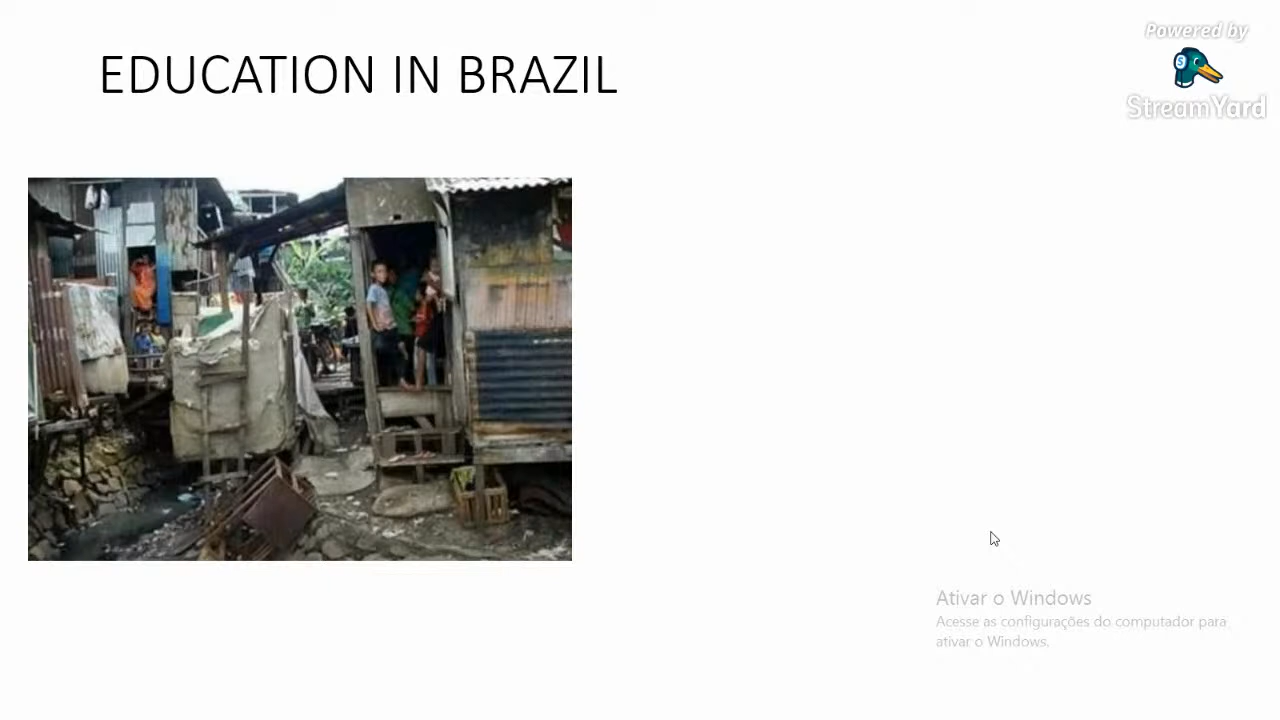 EDUCATION IN BRAZIL
Powered by
S
StreamYard
Ativar o Windows
Acesse as configurações do computador para
ativar o Windows.